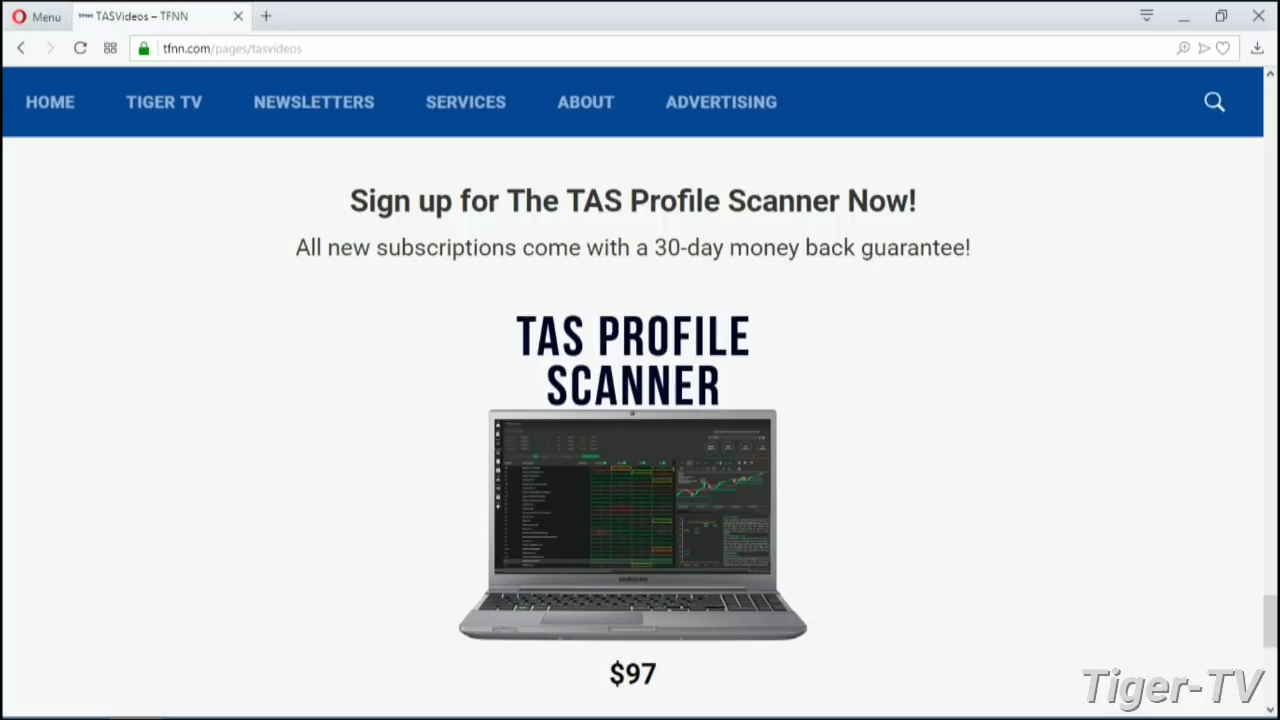 Menu
TFNN TASVideos – TFNN
tfnn.com/pages/tasvideos
HOME TIGER TV NEWSLETTERS SERVICES ABOUT ADVERTISING
Sign up for The TAS Profile Scanner Now!
All new subscriptions come with a 30-day money back guarantee!
TAS PROFILE
SCANNER
SAMSUNG
$97
Tiger-TV